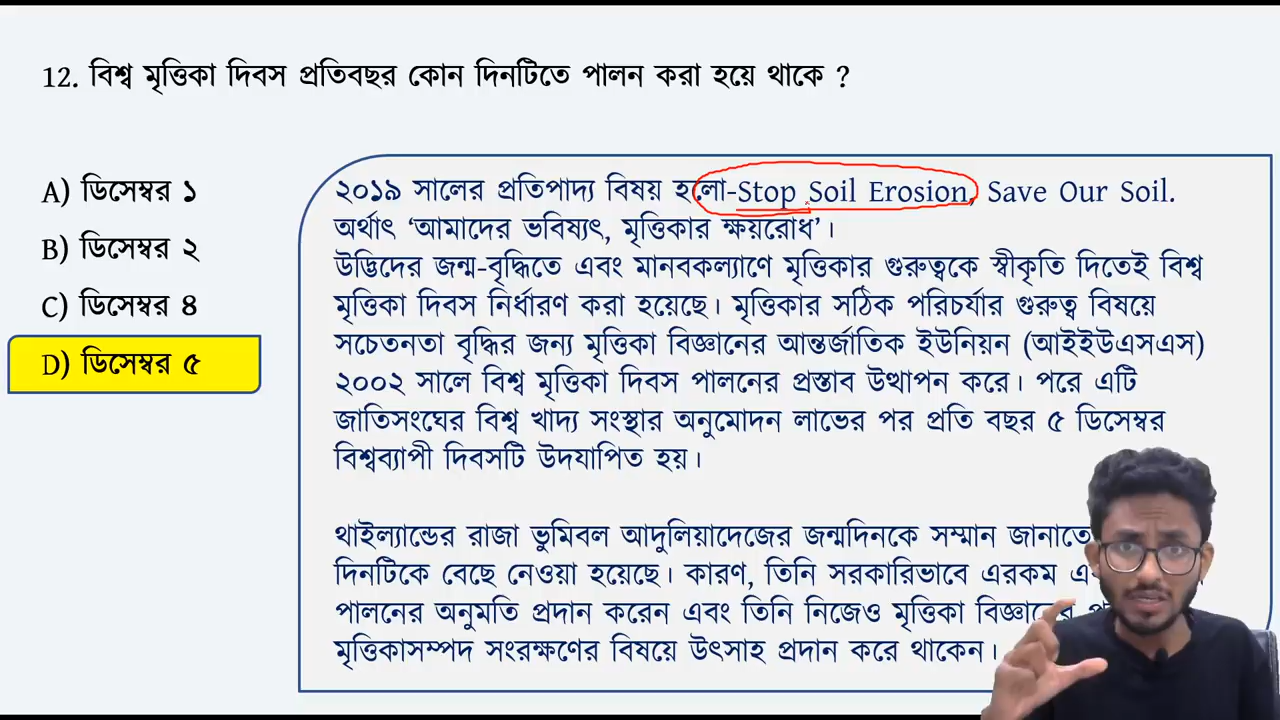 12. বিশ্ব মৃত্তিকা দিবস প্রতিবছর কোন দিনটিতে পালন করা হয়ে থাকে ?
A) ডিসেম্বর ১
B) ডিসেম্বর ২
C) ডিসেম্বর ৪
D) ডিসেম্বর ৫
২০১৯ সালের প্রতিপাদ্য বিষয় হলো-Stop Soil Erosion, Save Our Soil.
অর্থাৎ ‘আমাদের ভবিষ্যৎ, মৃত্তিকার ক্ষয়রোধ’।
উদ্ভিদের জন্ম-বৃদ্ধিতে এবং মানবকল্যাণে মৃত্তিকার গুরুত্বকে স্বীকৃতি দিতেই বিশ্ব
মৃত্তিকা দিবস নির্ধারণ করা হয়েছে। মৃত্তিকার সঠিক পরিচর্যার গুরুত্ব বিষয়ে
সচেতনতা বৃদ্ধির জন্য মৃত্তিকা বিজ্ঞানের আন্তর্জাতিক ইউনিয়ন (আইইউএসএস)
২০০২ সালে বিশ্ব মৃত্তিকা দিবস পালনের প্রস্তাব উত্থাপন করে। পরে এটি
জাতিসংঘের বিশ্ব খাদ্য সংস্থার অনুমোদন লাভের পর প্রতি বছর ৫ ডিসেম্বর
বিশ্বব্যাপী দিবসটি উদযাপিত হয়।
থাইল্যান্ডের রাজা ভুমিবল আদুলিয়াদেজের জন্মদিনকে সম্মান জানাতে
দিনটিকে বেছে নেওয়া হয়েছে। কারণ, তিনি সরকারিভাবে এরকম
পালনের অনুমতি প্রদান করেন এবং তিনি নিজেও মৃত্তিকা বিজ্ঞানের
মৃত্তিকাসম্পদ সংরক্ষণের বিষয়ে উৎসাহ প্রদান করে থাকেন।